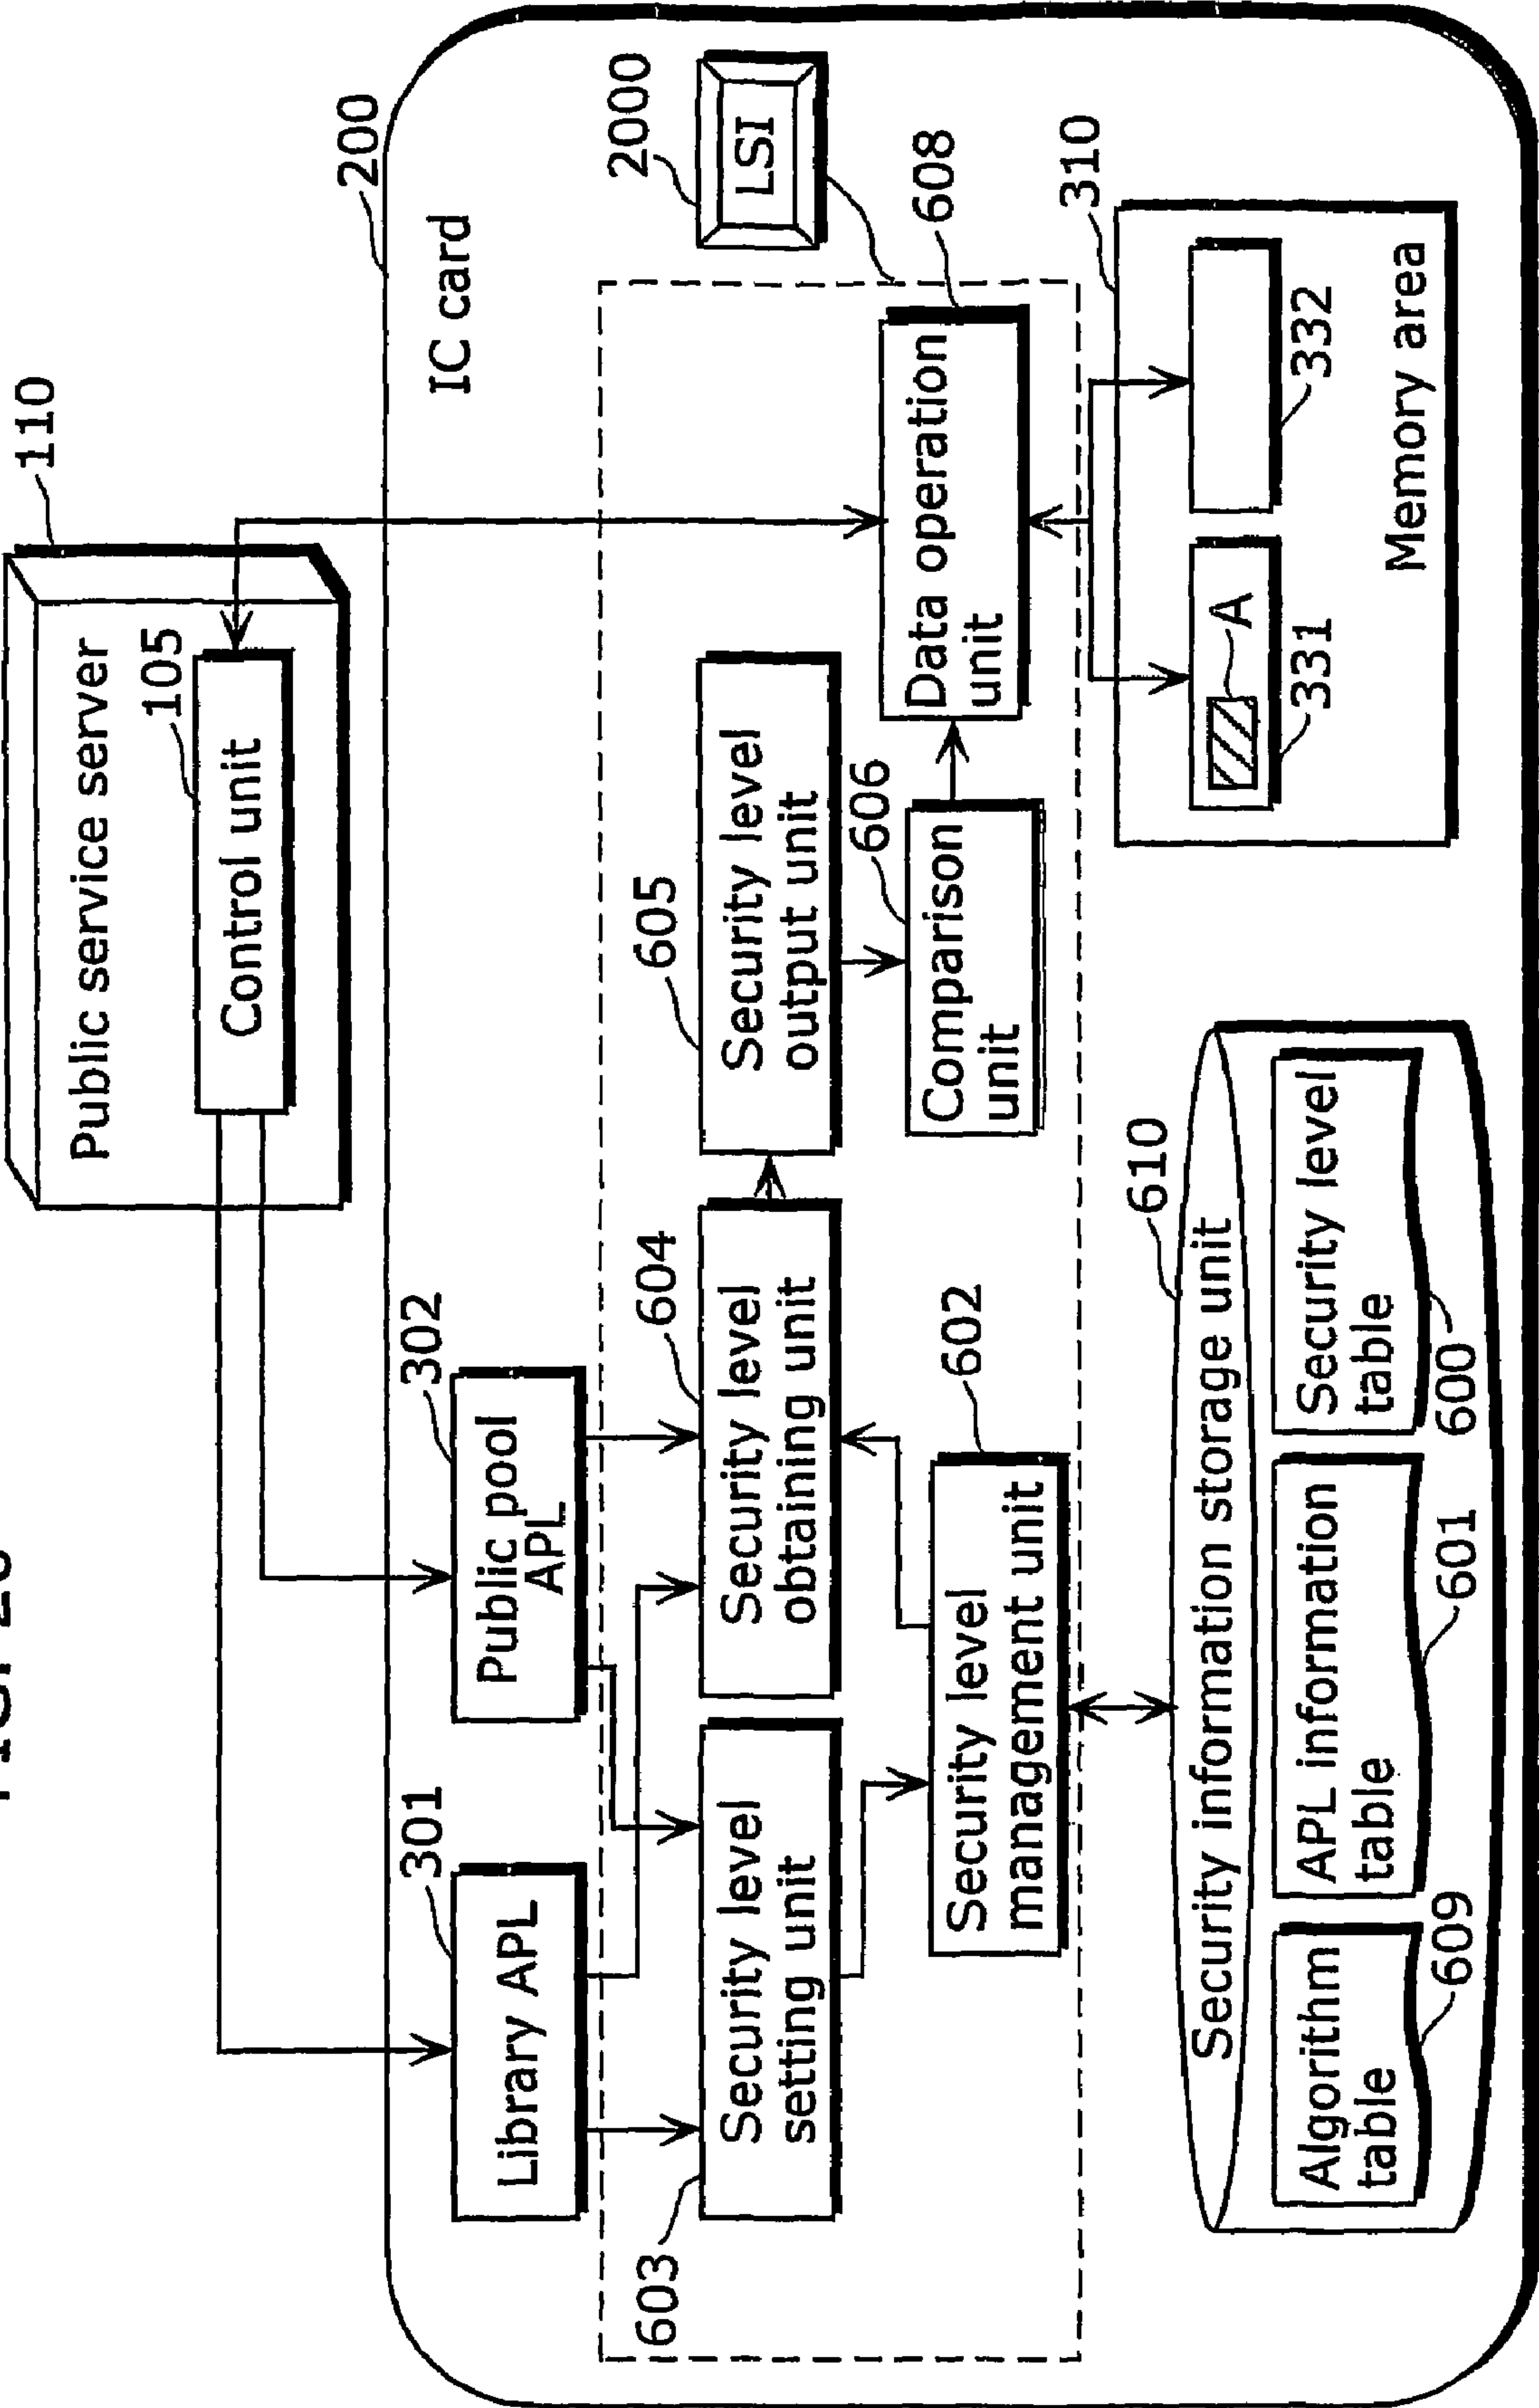 110
Public service server
105
Control unit
200
IC card
2000
LSI
301
Library APL
302
Public pool
APL
603
Security level
setting unit
604
Security level
obtaining unit
605
Security level
output unit
606
Comparison
unit
608
Data operation
unit
602
Security level
management unit
610
Security information storage unit
Algorithm
table
609
APL information
table
601
Security level
table
600
310
A
331
332
Memory area